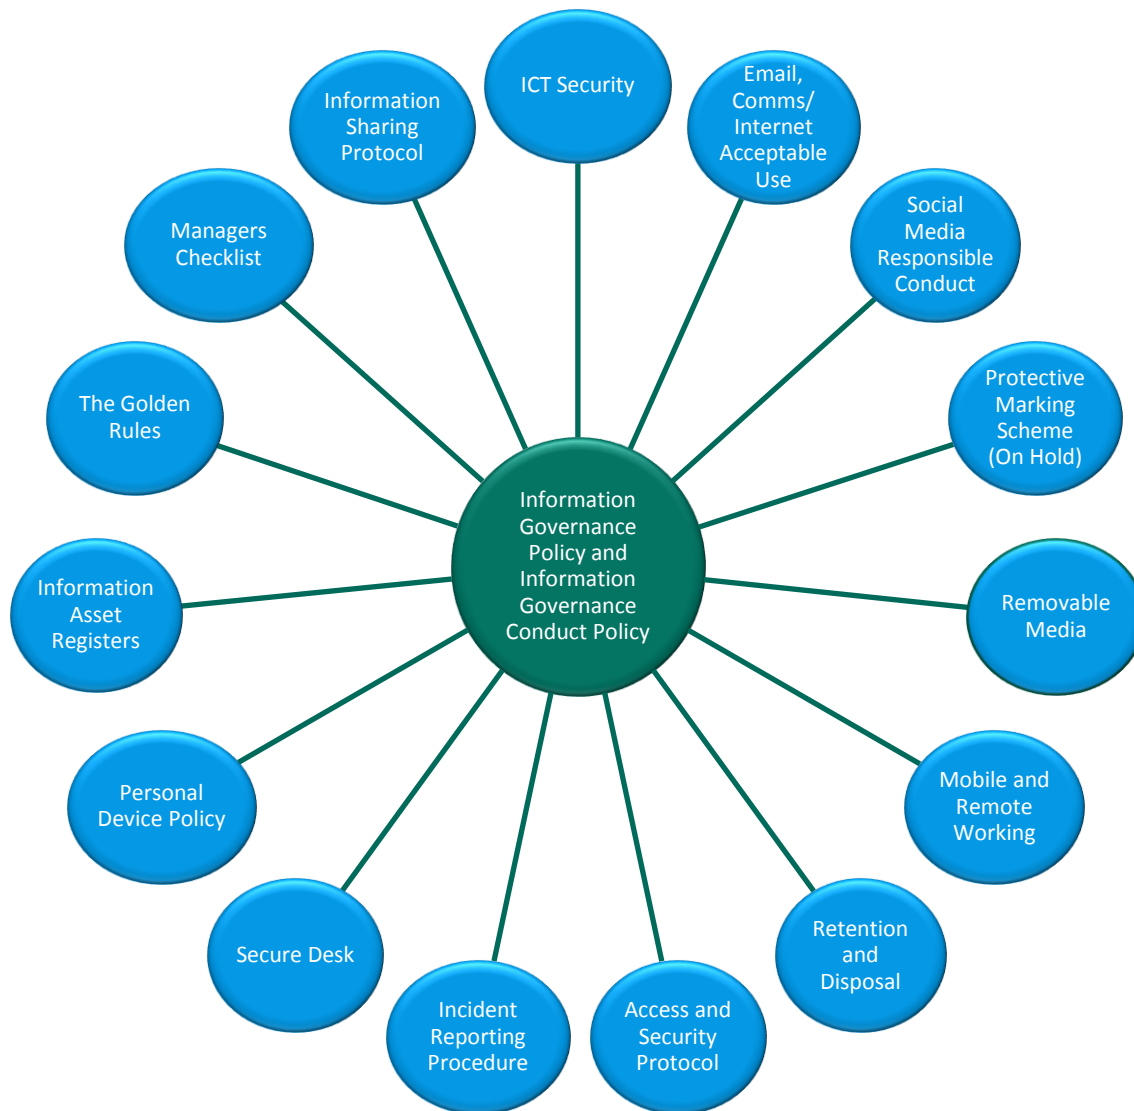 ICT Security
Email,
Comms/
Internet
Acceptable
Use
Social
Media
Responsible
Conduct
Protective
Marking
Scheme
(On Hold)
Removable
Media
Mobile and
Remote
Working
Retention
and
Disposal
Access and
Security
Protocol
Incident
Reporting
Procedure
Secure Desk
Personal
Device Policy
Information
Asset
Registers
The Golden
Rules
Managers
Checklist
Information
Sharing
Protocol
Information
Governance
Policy and
Information
Governance
Conduct Policy